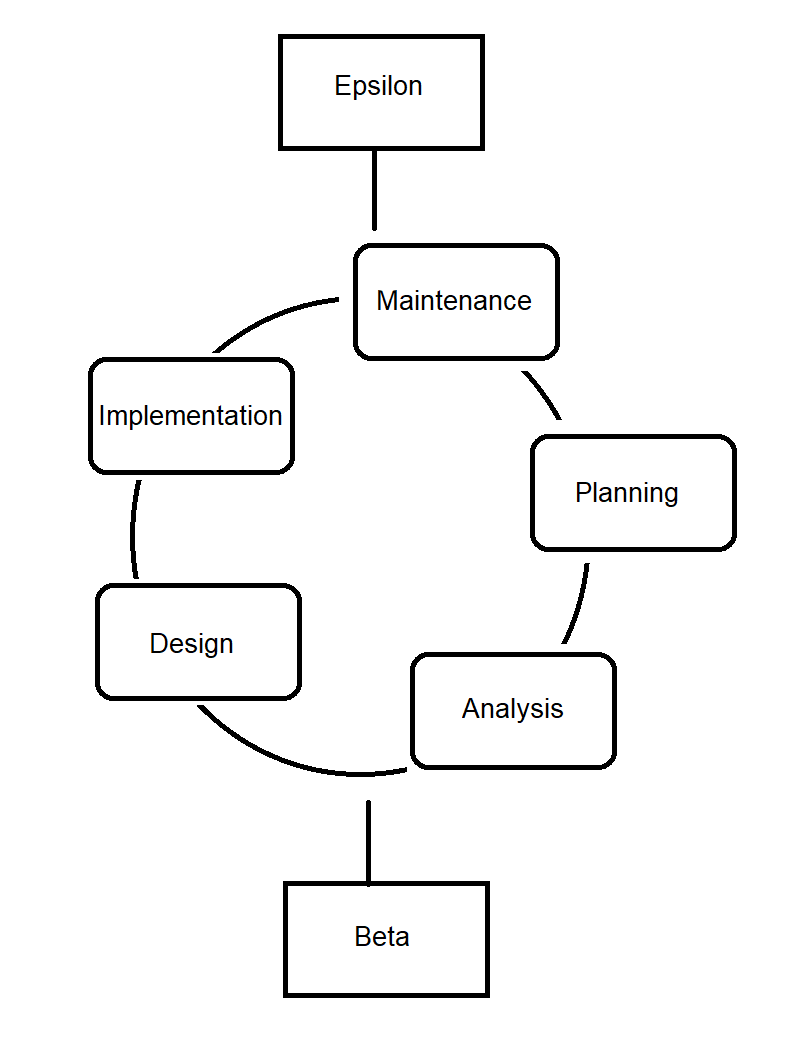 Epsilon
Maintenance
Implementation
Planning
Design
Analysis
Beta